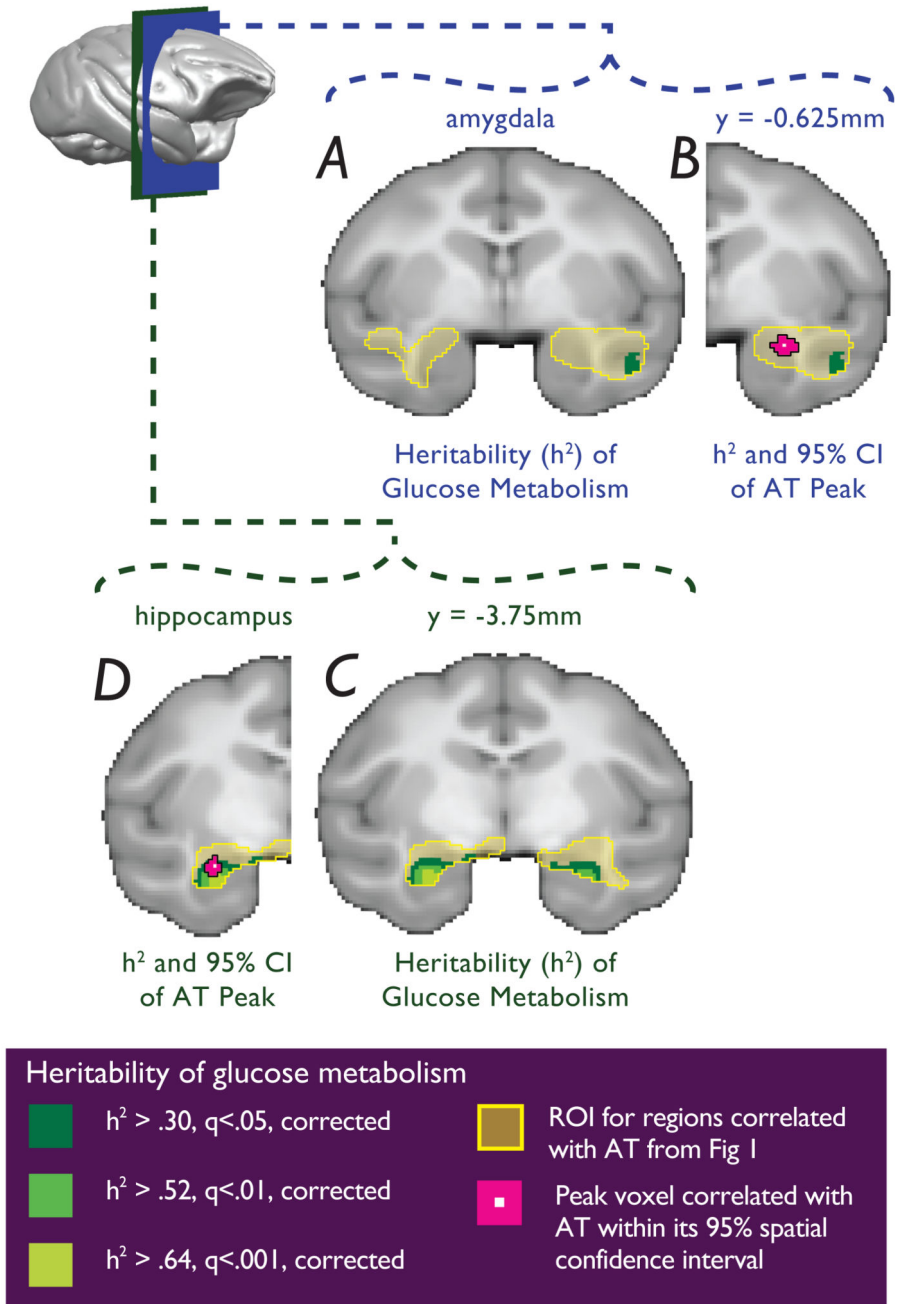 amygdala
y = -0.625mm
A
B
Heritability (h²) of
Glucose Metabolism
h² and 95% CI
of AT Peak
hippocampus
y = -3.75mm
D
C
h² and 95% CI
of AT Peak
Heritability (h²) of
Glucose Metabolism
Heritability of glucose metabolism
h² > .30, q<.05, corrected
h² > .52, q<.01, corrected
h² > .64, q<.001, corrected
ROI for regions correlated
with AT from Fig 1
Peak voxel correlated with
AT within its 95% spatial
confidence interval